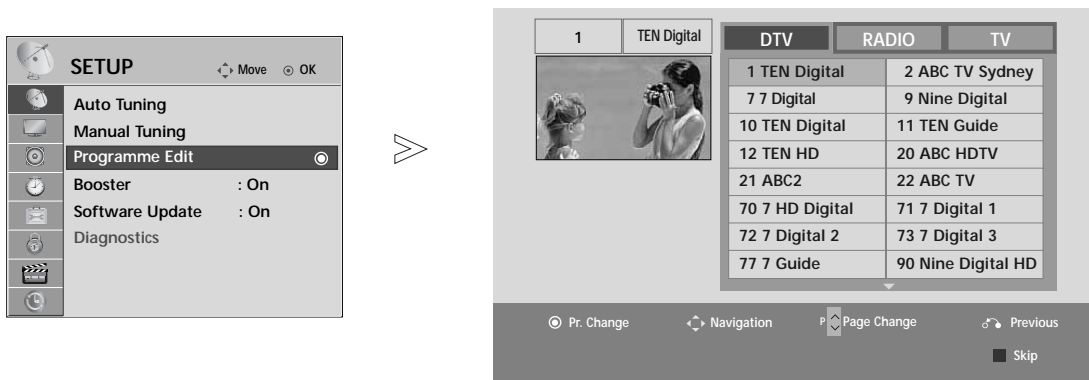 SETUP
Move OK
Auto Tuning
Manual Tuning
Programme Edit
Booster : On
Software Update : On
Diagnostics
1 TEN Digital
DTV RADIO TV
1 TEN Digital 2 ABC TV Sydney
7 7 Digital 9 Nine Digital
10 TEN Digital 11 TEN Guide
12 TEN HD 20 ABC HDTV
21 ABC2 22 ABC TV
70 7 HD Digital 71 7 Digital 1
72 7 Digital 2 73 7 Digital 3
77 7 Guide 90 Nine Digital HD
Pr. Change Navigation P Page Change Previous
Skip